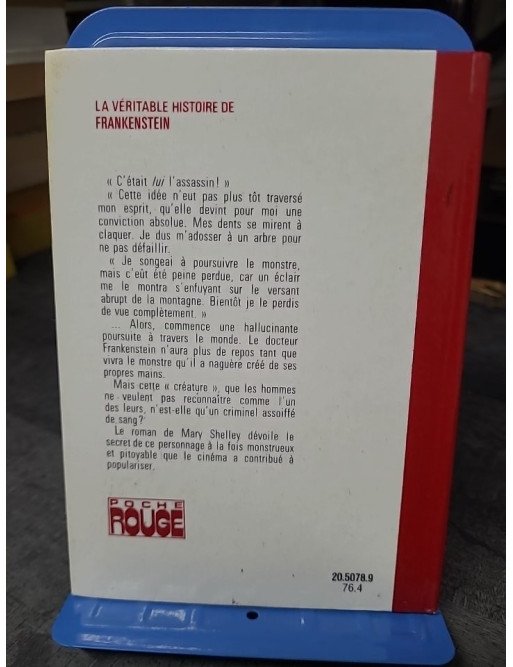 LA VÉRITABLE HISTOIRE DE
FRANKENSTEIN
« C'était lui l'assassin! »
« Cette idée n'eut pas plus tôt traversé
mon esprit, qu'elle devint pour moi une
conviction absolue. Mes dents se mirent à
claquer. Je dus m'adosser à un arbre pour
ne pas défaillir.
« Je songeai à poursuivre le monstre,
mais c'eût été peine perdue, car un éclair
me le montra s'enfuyant sur le versant
abrupt de la montagne. Bientôt je le perdis
de vue complètement. »
... Alors, commence une hallucinante
poursuite à travers le monde. Le docteur
Frankenstein n'aura plus de repos tant que
vivra le monstre qu'il a naguère créé de ses
propres mains.
Mais cette « créature », que les hommes
ne veulent pas reconnaître comme l'un
des leurs, n'est-elle qu'un criminel assoiffé
de sang?
Le roman de Mary Shelley dévoile le
secret de ce personnage à la fois monstrueux
et pitoyable que le cinéma a contribué à
populariser.
POCHE
ROUGE
20.5078.9
76.4